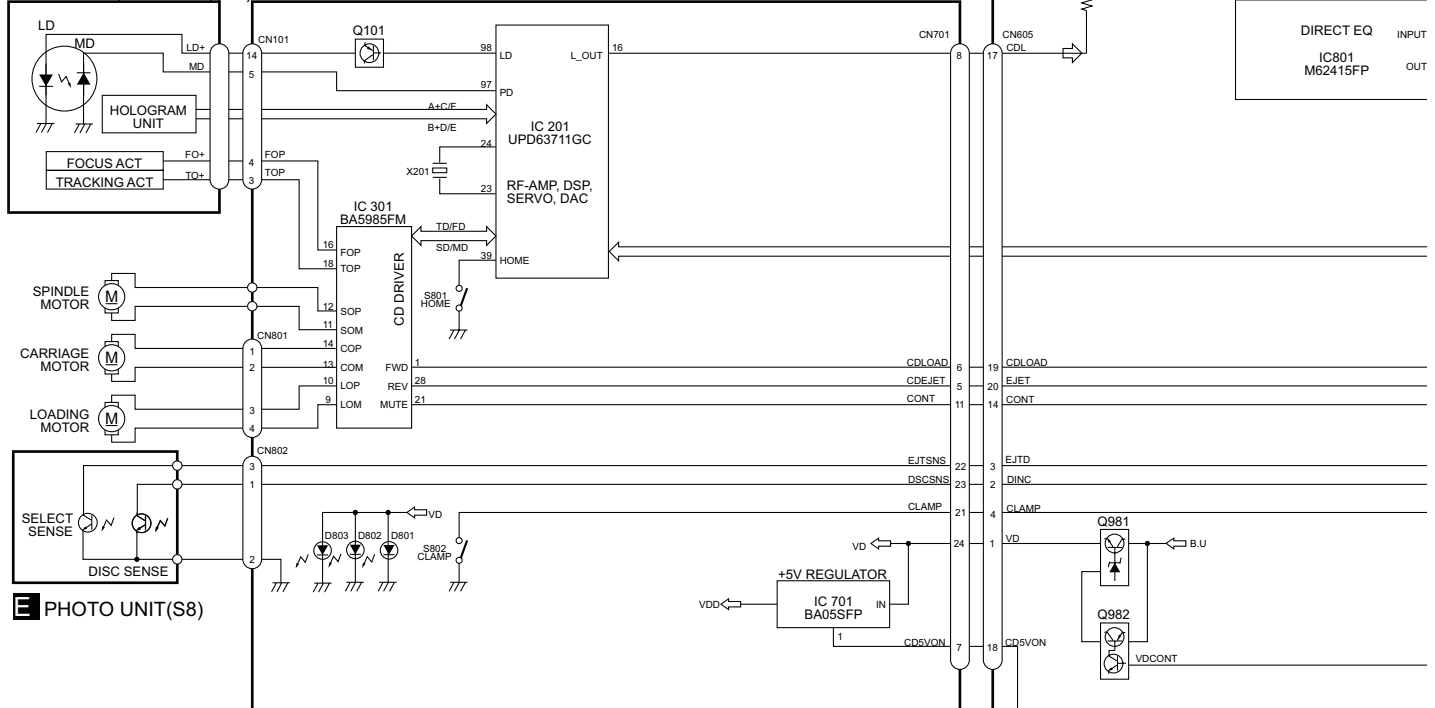 LD
MD
LD+
MD
HOLOGRAM
UNIT
FOCUS ACT
TRACKING ACT
FO+
TO+
CN101
14
5
4
3
FOP
TOP
Q101
98
LD
97
PD
A+C/F
B+D/E
24
X201
23
L_OUT
16
IC 201
UPD63711GC
RF-AMP, DSP,
SERVO, DAC
39
HOME
S801
HOME
IC 301
BA5985FM
TD/FD
SD/MD
CD DRIVER
16
FOP
18
TOP
12
SOP
11
SOM
14
COP
13
COM
10
LOP
9
LOM
FWD
1
REV
28
MUTE
21
SPINDLE
MOTOR
M
CARRIAGE
MOTOR
M
LOADING
MOTOR
M
CN801
1
2
3
4
CN802
3
1
2
SELECT
SENSE
DISC SENSE
E PHOTO UNIT(S8)
D803
D802
D801
VD
S802
CLAMP
CN701
8
CN605
17
CDL
CDLOAD
6
19
CDLOAD
CDEJET
5
20
EJET
CONT
11
14
CONT
EJTSNS
22
3
EJTD
DSCSNS
23
2
DINC
CLAMP
21
4
CLAMP
VD
24
1
VD
+5V REGULATOR
VDD
IC 701
BA05SFP
IN
1
CD5VON
7
18
CD5VON
Q981
B.U
Q982
VDCONT
DIRECT EQ
IC801
M62415FP
INPUT
OUT